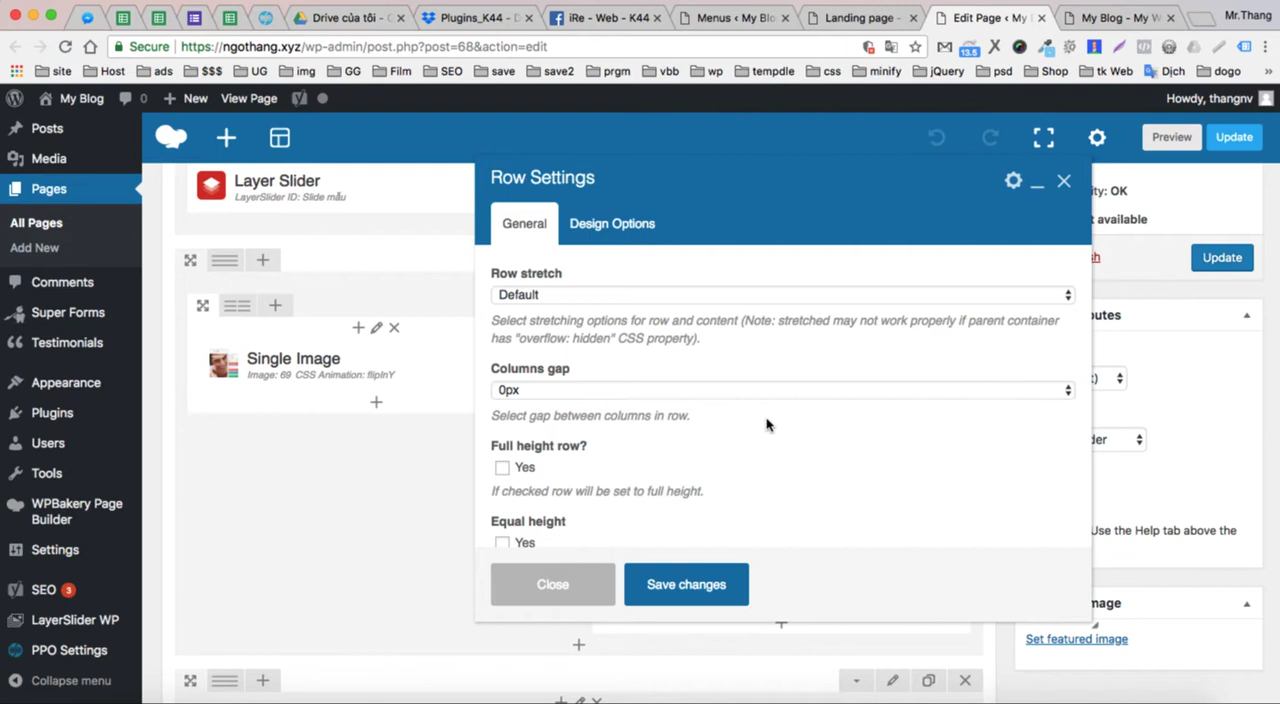 Mr.Thang
Drive của tôi - C
Plugins_K44 - D
iRe - Web - K44
Menus ‹ My Blo
Landing page -
Edit Page ‹ My
My Blog - My W
Secure
https://ngothang.xyz/wp-admin/post.php?post=68&action=edit
13.5
site Host ads $$$ UG img GG Film SEO save save2 prgm vbb wp tempdle css minify jQuery psd Shop tk Web Dịch dogo »
My Blog 0 New View Page
Howdy, thangnv
Posts
Media
Pages
All Pages
Add New
Comments
Super Forms
Testimonials
Appearance
Plugins
Users
Tools
WPBakery Page
Builder
Settings
SEO 3
LayerSlider WP
PPO Settings
Collapse menu
Preview
Update
Layer Slider
LayerSlider ID: Slide mẫu
Single Image
Image: 69 CSS Animation: flipInY
Row Settings
General
Design Options
Row stretch
Default
Select stretching options for row and content (Note: stretched may not work properly if parent container
has "overflow: hidden" CSS property).
Columns gap
0px
Select gap between columns in row.
Full height row?
Yes
If checked row will be set to full height.
Equal height
Yes
Close
Save changes
ity: OK
t available
sh
Update
utes
t)
der
Use the Help tab above the
mage
Set featured image